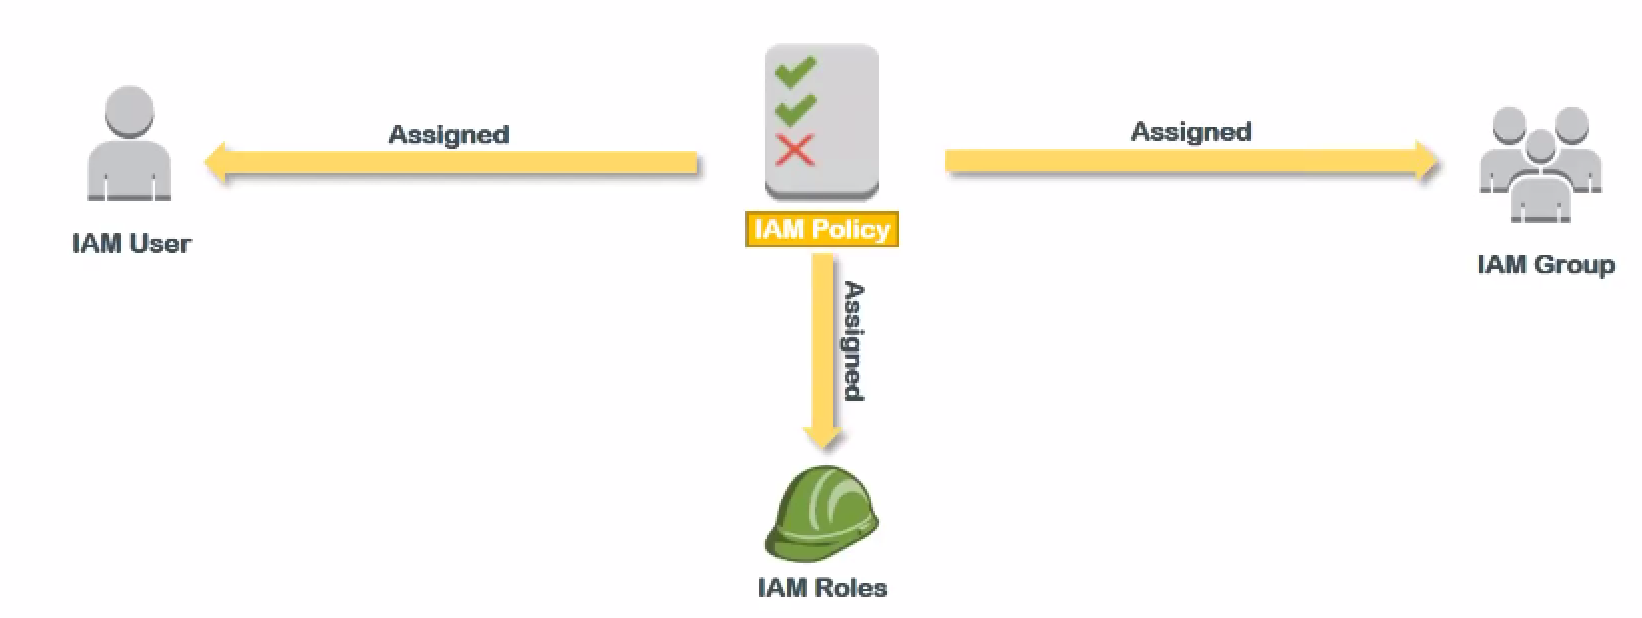 Assigned
Assigned
IAM Policy
IAM User
IAM Group
Assigned
IAM Roles